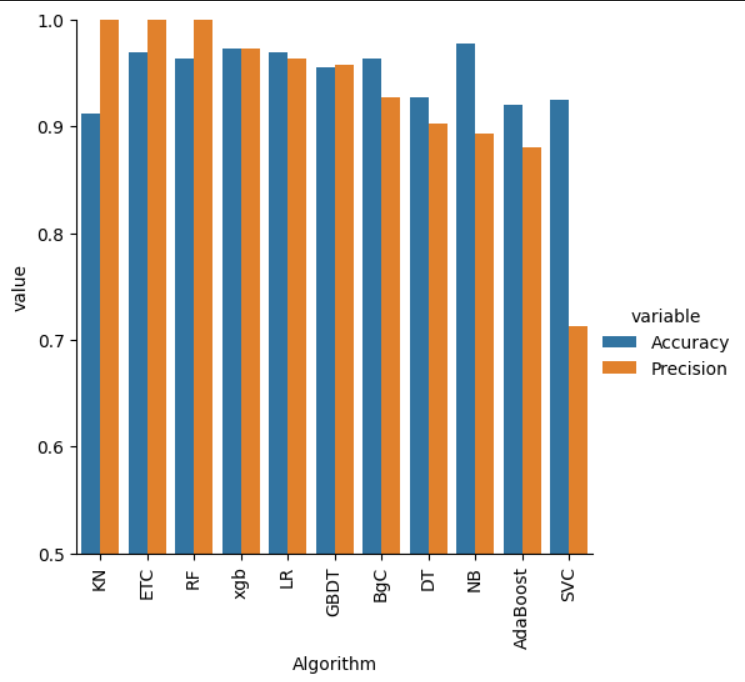 1.0
0.9
0.8
0.7
0.6
0.5
value
KN
ETC
RF
xgb
LR
GBDT
BgC
DT
NB
AdaBoost
SVC
Algorithm
variable
Accuracy
Precision